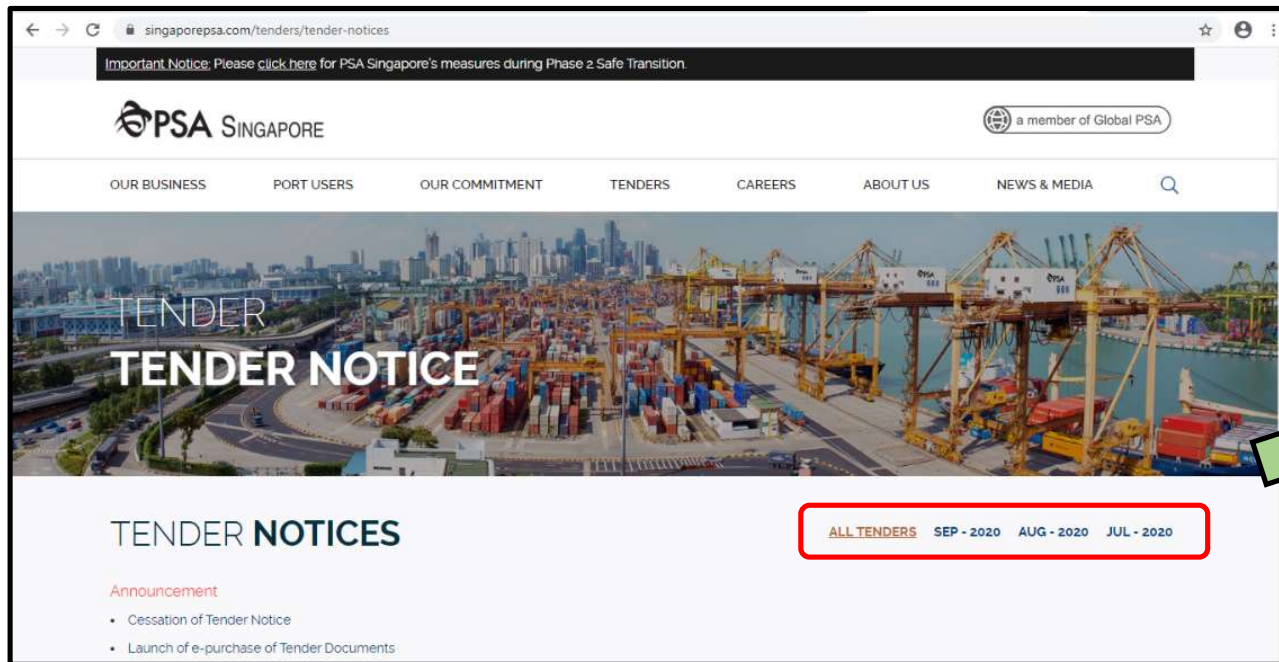 singaporepsa.com/tenders/tender-notices
Important Notice: Please click here for PSA Singapore's measures during Phase 2 Safe Transition.
PSA SINGAPORE
a member of Global PSA
OUR BUSINESS PORT USERS OUR COMMITMENT TENDERS CAREERS ABOUT US NEWS & MEDIA
PSA
PSA
TENDER
TENDER NOTICE
TENDER NOTICES
ALL TENDERS SEP - 2020 AUG - 2020 JUL - 2020
Announcement
• Cessation of Tender Notice
• Launch of e-purchase of Tender Documents